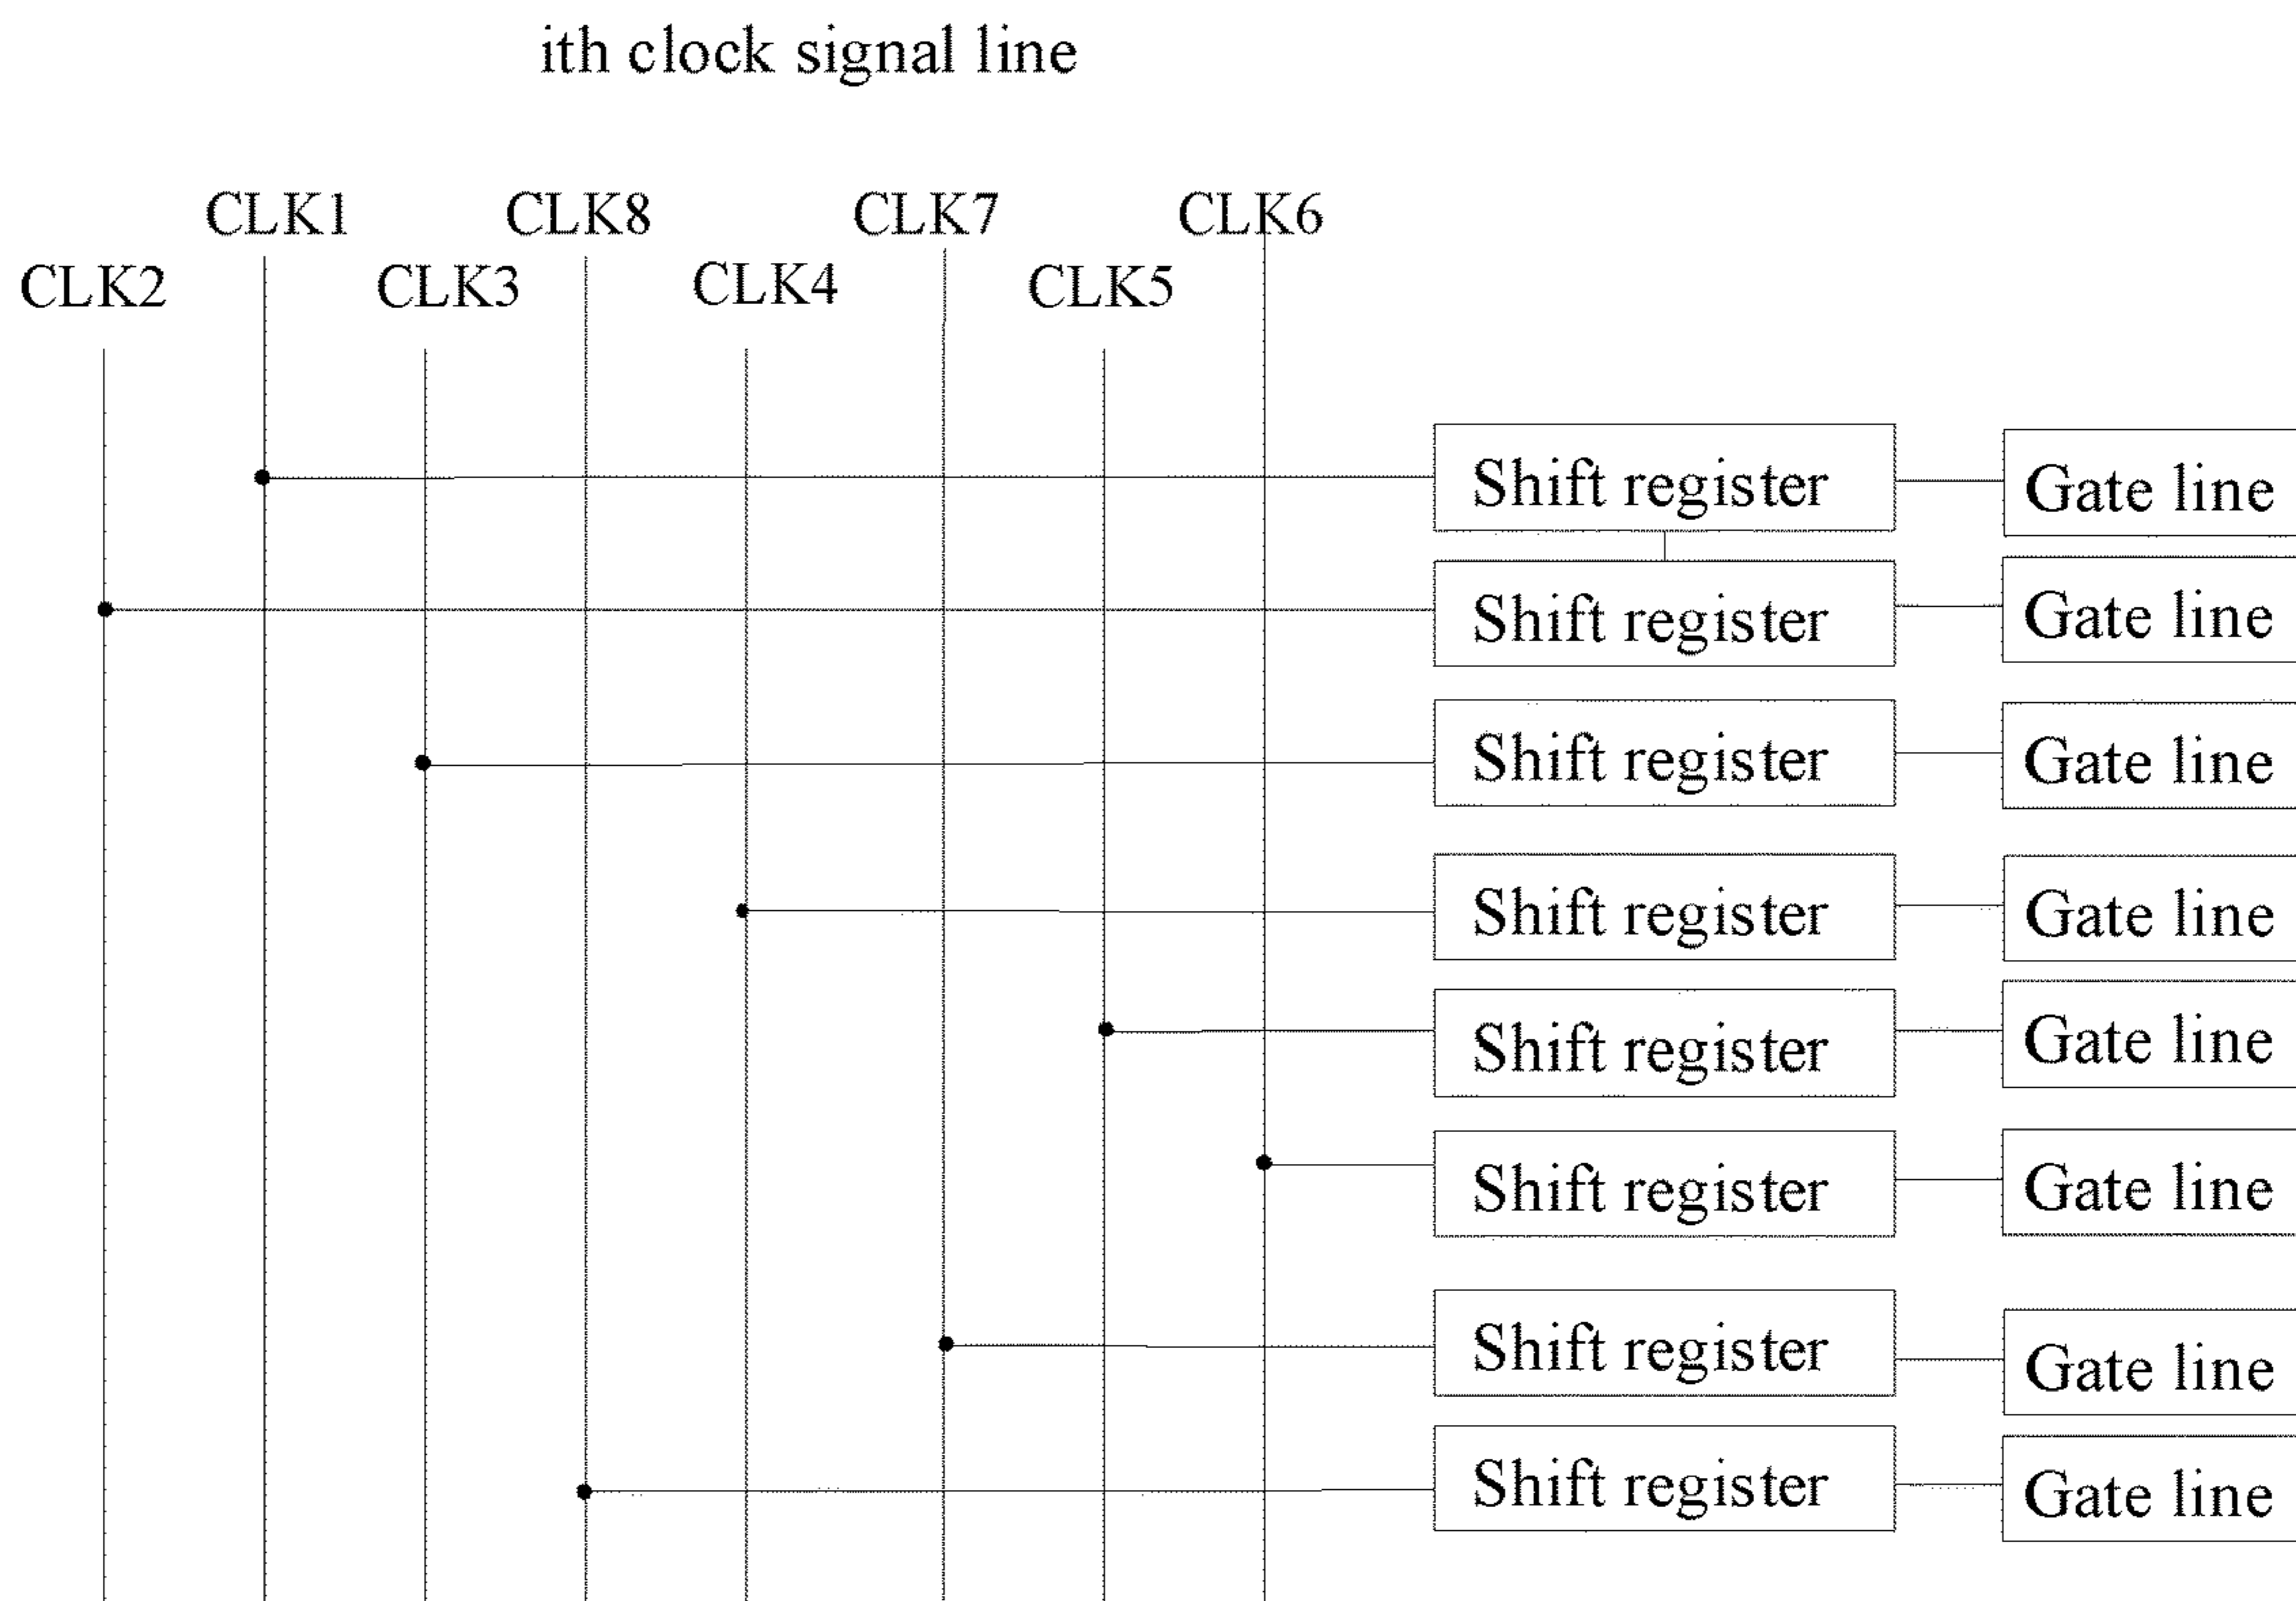 ith clock signal line
CLK1 CLK8 CLK7 CLK6
CLK2 CLK3 CLK4 CLK5
Shift register Gate line
Shift register Gate line
Shift register Gate line
Shift register Gate line
Shift register Gate line
Shift register Gate line
Shift register Gate line
Shift register Gate line